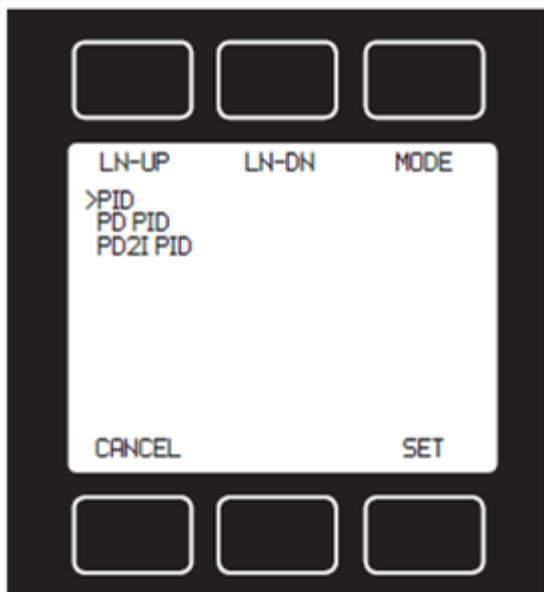 LN-UP LN-DN MODE
>PID
PD PID
PD2I PID
CANCEL SET